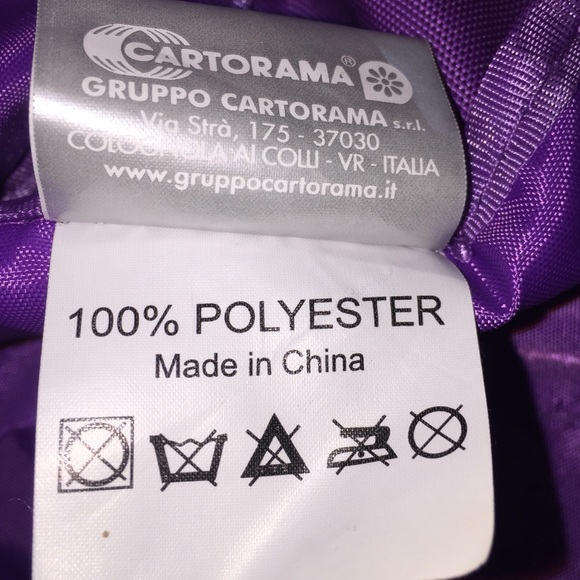 CARTORAMA®
GRUPPO CARTORAMA s.r.l.
Via Strà, 175 - 37030
COLOGNOLA AI COLLI - VR - ITALIA
www.gruppocartorama.it
100% POLYESTER
Made in China